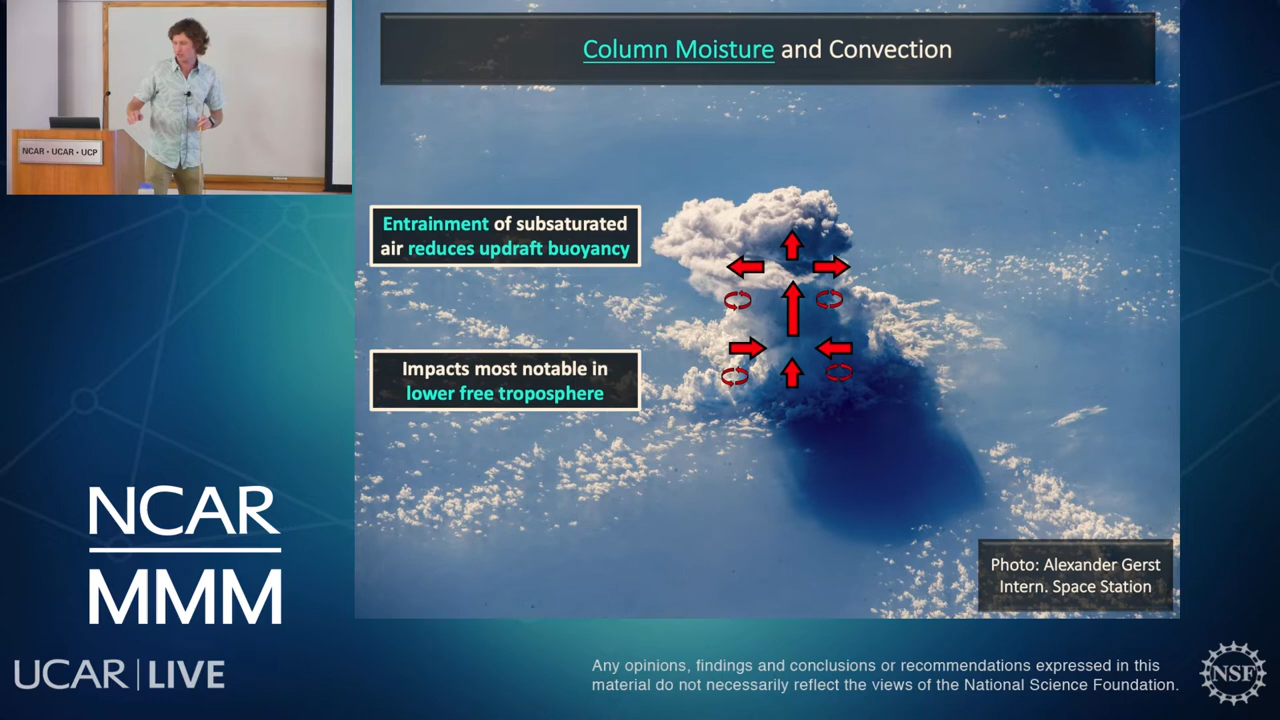 NCAR • UCAR • UCP
Column Moisture and Convection
Entrainment of subsaturated
air reduces updraft buoyancy
Impacts most notable in
lower free troposphere
Photo: Alexander Gerst
Intern. Space Station
NCAR
MMM
UCAR | LIVE
Any opinions, findings and conclusions or recommendations expressed in this
material do not necessarily reflect the views of the National Science Foundation.
NSF